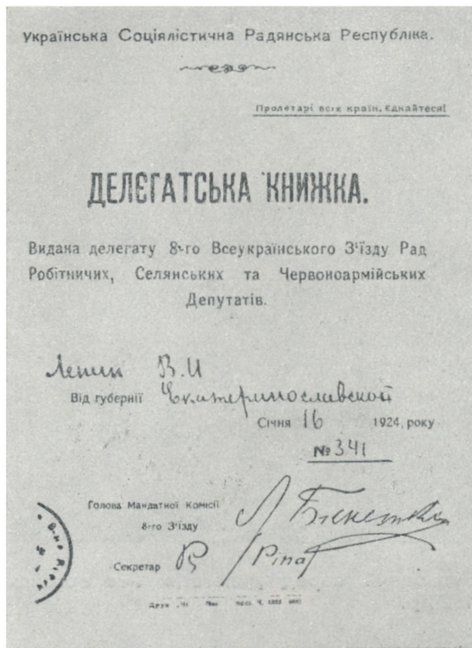 Українська Соціялістична Радянська Республіка.
Пролетарі всіх країн, Єднайтеся!
ДЕЛЄГАТСЬКА КНИЖКА.
Видана делегату 8-го Всеукраїнського З'їзду Рад
Робітничих, Селянських та Червоноармійських
Депутатів.
Ленин В.И
Від губернії Екатеринославской
Січня 16 1924, року
№ 341
Голова Мандатної Комісії
8-го З'їзду
Секретар